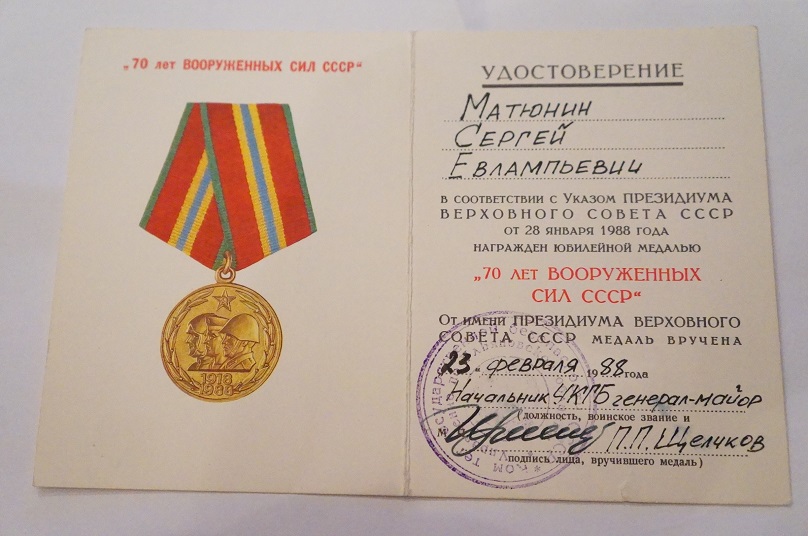 „70 лет ВООРУЖЕННЫХ СИЛ СССР“
1918
1988
УДОСТОВЕРЕНИЕ
Матюнин
Сергей
Евлампьевич
В СООТВЕТСТВИИ С УКАЗОМ ПРЕЗИДИУМА
ВЕРХОВНОГО СОВЕТА СССР
ОТ 28 ЯНВАРЯ 1988 ГОДА
НАГРАЖДЕН ЮБИЛЕЙНОЙ МЕДАЛЬЮ
„70 ЛЕТ ВООРУЖЕННЫХ
СИЛ СССР“
ОТ ИМЕНИ ПРЕЗИДИУМА ВЕРХОВНОГО
СОВЕТА СССР МЕДАЛЬ ВРУЧЕНА
„23“ февраля 1988 года
Начальник УКГБ генерал-майор
(должность, воинское звание и
П.П. Щелчков
подпись лица, вручившего медаль)